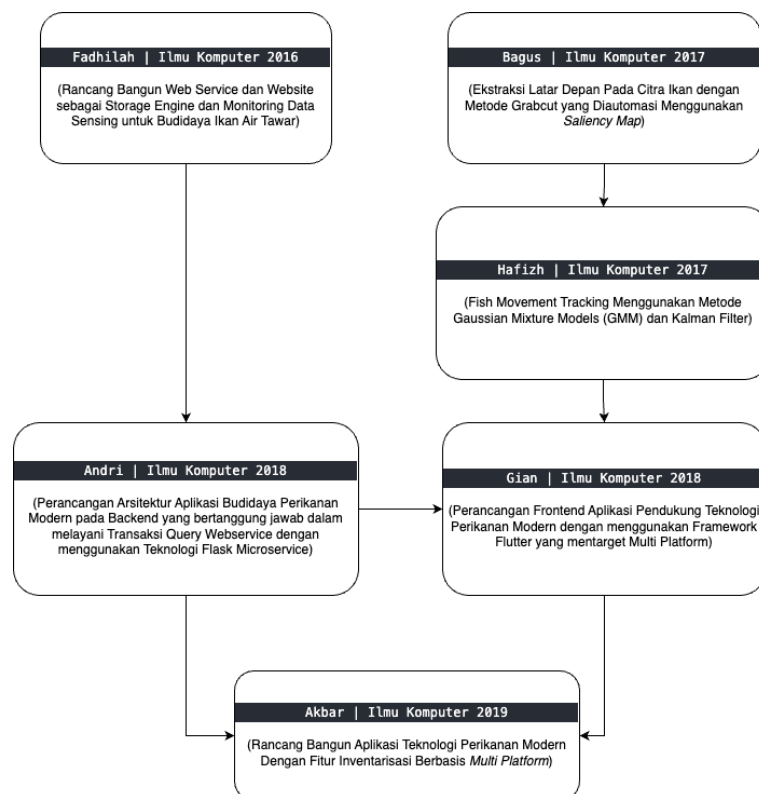 Fadhilah | Ilmu Komputer 2016
(Rancang Bangun Web Service dan Website
sebagai Storage Engine dan Monitoring Data
Sensing untuk Budidaya Ikan Air Tawar)
Bagus | Ilmu Komputer 2017
(Ekstraksi Latar Depan Pada Citra Ikan dengan
Metode Grabcut yang Diautomasi Menggunakan
Saliency Map)
Hafizh | Ilmu Komputer 2017
(Fish Movement Tracking Menggunakan Metode
Gaussian Mixture Models (GMM) dan Kalman Filter)
Andri | Ilmu Komputer 2018
(Perancangan Arsitektur Aplikasi Budidaya Perikanan
Modern pada Backend yang bertanggung jawab dalam
melayani Transaksi Query Webservice dengan
menggunakan Teknologi Flask Microservice)
Gian | Ilmu Komputer 2018
(Perancangan Frontend Aplikasi Pendukung Teknologi
Perikanan Modern dengan menggunakan Framework
Flutter yang mentarget Multi Platform)
Akbar | Ilmu Komputer 2019
(Rancang Bangun Aplikasi Teknologi Perikanan Modern
Dengan Fitur Inventarisasi Berbasis Multi Platform)